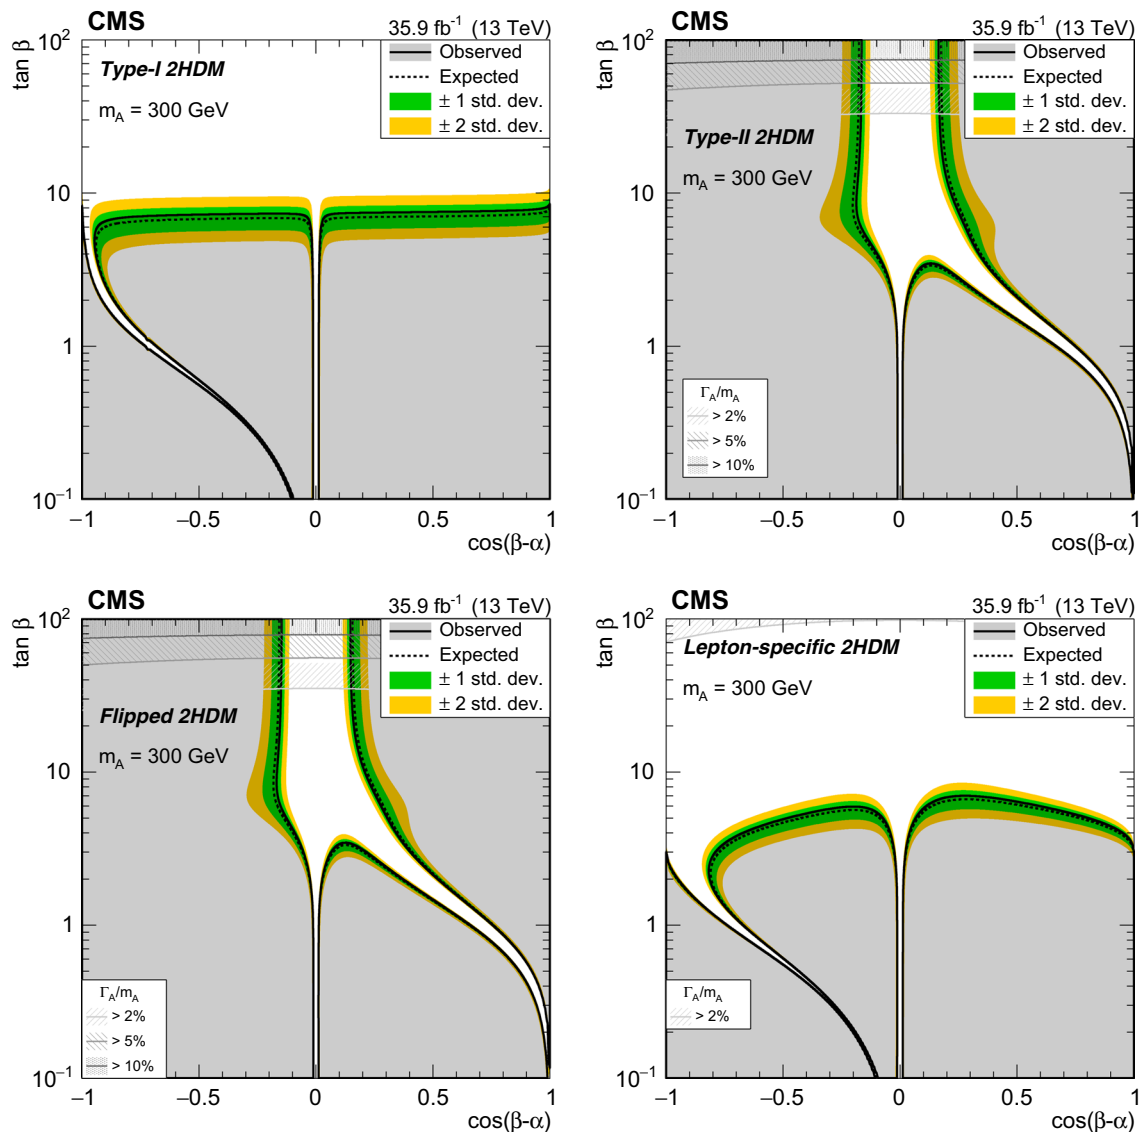 CMS
35.9 fb⁻¹ (13 TeV)
tan β
10²
10
1
10⁻¹
Type-I 2HDM
m_A = 300 GeV
Observed
Expected
± 1 std. dev.
± 2 std. dev.
−1
−0.5
0
0.5
1
cos(β-α)
CMS
35.9 fb⁻¹ (13 TeV)
tan β
10²
10
1
10⁻¹
Type-II 2HDM
m_A = 300 GeV
Observed
Expected
± 1 std. dev.
± 2 std. dev.
Γ_A/m_A
> 2%
> 5%
> 10%
−1
−0.5
0
0.5
1
cos(β-α)
CMS
35.9 fb⁻¹ (13 TeV)
tan β
10²
10
1
10⁻¹
Observed
Expected
± 1 std. dev.
± 2 std. dev.
Flipped 2HDM
m_A = 300 GeV
Γ_A/m_A
> 2%
> 5%
> 10%
−1
−0.5
0
0.5
1
cos(β-α)
CMS
35.9 fb⁻¹ (13 TeV)
tan β
10²
10
1
10⁻¹
Lepton-specific 2HDM
m_A = 300 GeV
Observed
Expected
± 1 std. dev.
± 2 std. dev.
Γ_A/m_A
> 2%
−1
−0.5
0
0.5
1
cos(β-α)